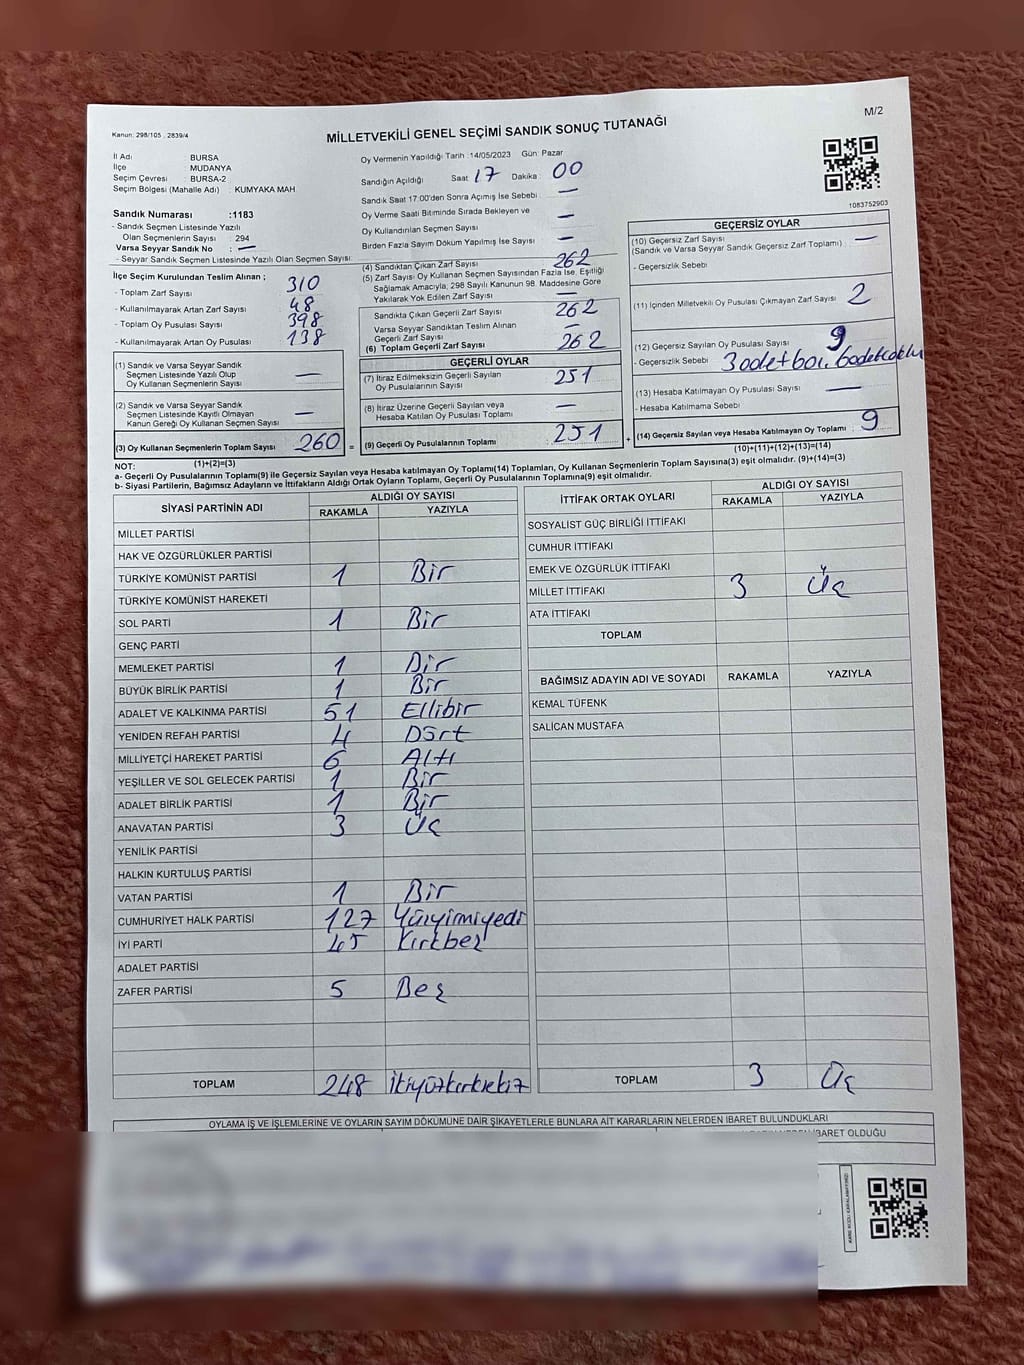 Kanun: 298/105 , 2839/4
MİLLETVEKİLİ GENEL SEÇİMİ SANDIK SONUÇ TUTANAĞI
M/2
İl Adı : BURSA
İlçe : MUDANYA
Seçim Çevresi : BURSA-2
Seçim Bölgesi (Mahalle Adı) : KUMYAKA MAH.
Sandık Numarası :1183
- Sandık Seçmen Listesinde Yazılı
Olan Seçmenlerin Sayısı : 294
Varsa Seyyar Sandık No : —
- Seyyar Sandık Seçmen Listesinde Yazılı Olan Seçmen Sayısı
İlçe Seçim Kurulundan Teslim Alınan ;
- Toplam Zarf Sayısı 310
- Kullanılmayarak Artan Zarf Sayısı 48
- Toplam Oy Pusulası Sayısı 398
- Kullanılmayarak Artan Oy Pusulası 138
(1) Sandık ve Varsa Seyyar Sandık
Seçmen Listesinde Yazılı Olup
Oy Kullanan Seçmenlerin Sayısı —
(2) Sandık ve Varsa Seyyar Sandık
Seçmen Listesinde Kayıtlı Olmayan
Kanun Gereği Oy Kullanan Seçmen Sayısı —
(3) Oy Kullanan Seçmenlerin Toplam Sayısı 260 =
(1)+(2)=(3)
Oy Vermenin Yapıldığı Tarih :14/05/2023 Gün: Pazar
Sandığın Açıldığı Saat 17 Dakika : 00
Sandık Saat 17.00'den Sonra Açılmış İse Sebebi : —
Oy Verme Saati Bitiminde Sırada Bekleyen ve
Oy Kullandırılan Seçmen Sayısı : —
Birden Fazla Sayım Döküm Yapılmış İse Sayısı : —
(4) Sandıktan Çıkan Zarf Sayısı 262
(5) Zarf Sayısı Oy Kullanan Seçmen Sayısından Fazla İse, Eşitliği
Sağlamak Amacıyla, 298 Sayılı Kanunun 98. Maddesine Göre
Yakılarak Yok Edilen Zarf Sayısı —
Sandıkta Çıkan Geçerli Zarf Sayısı 262
Varsa Seyyar Sandıktan Teslim Alınan
Geçerli Zarf Sayısı —
(6) Toplam Geçerli Zarf Sayısı 262
GEÇERLİ OYLAR
(7) İtiraz Edilmeksizin Geçerli Sayılan
Oy Pusulalarının Sayısı 251
(8) İtiraz Üzerine Geçerli Sayılan veya
Hesaba Katılan Oy Pusulası Toplamı —
(9) Geçerli Oy Pusulalarının Toplamı 251 +
1083752903
GEÇERSİZ OYLAR
(10) Geçersiz Zarf Sayısı
(Sandık ve Varsa Seyyar Sandık Geçersiz Zarf Toplamı) : —
- Geçersizlik Sebebi
(11) İçinden Milletvekili Oy Pusulası Çıkmayan Zarf Sayısı 2
(12) Geçersiz Sayılan Oy Pusulası Sayısı 9
- Geçersizlik Sebebi : 3 adet boş, 6 adet çoklu
(13) Hesaba Katılmayan Oy Pusulası Sayısı —
- Hesaba Katılmama Sebebi
(14) Geçersiz Sayılan veya Hesaba Katılmayan Oy Toplamı 9
(10)+(11)+(12)+(13)=(14)
NOT:
a- Geçerli Oy Pusulalarının Toplamı(9) ile Geçersiz Sayılan veya Hesaba katılmayan Oy Toplamı(14) Toplamları, Oy Kullanan Seçmenlerin Toplam Sayısına(3) eşit olmalıdır. (9)+(14)=(3)
b- Siyasi Partilerin, Bağımsız Adayların ve İttifakların Aldığı Ortak Oyların Toplamı, Geçerli Oy Pusulalarının Toplamına(9) eşit olmalıdır.
SİYASİ PARTİNİN ADI ALDIĞI OY SAYISI
RAKAMLA YAZIYLA
MİLLET PARTİSİ
HAK VE ÖZGÜRLÜKLER PARTİSİ
TÜRKİYE KOMÜNİST PARTİSİ 1 Bir
TÜRKİYE KOMÜNİST HAREKETİ
SOL PARTİ 1 Bir
GENÇ PARTİ
MEMLEKET PARTİSİ 1 Bir
BÜYÜK BİRLİK PARTİSİ 1 Bir
ADALET VE KALKINMA PARTİSİ 51 Ellibir
YENİDEN REFAH PARTİSİ 4 Dört
MİLLİYETÇİ HAREKET PARTİSİ 6 Altı
YEŞİLLER VE SOL GELECEK PARTİSİ 1 Bir
ADALET BİRLİK PARTİSİ 1 Bir
ANAVATAN PARTİSİ 3 Üç
YENİLİK PARTİSİ
HALKIN KURTULUŞ PARTİSİ
VATAN PARTİSİ 1 Bir
CUMHURİYET HALK PARTİSİ 127 Yüzyirmiyedi
İYİ PARTİ 45 Kırkbeş
ADALET PARTİSİ
ZAFER PARTİSİ 5 Beş
TOPLAM 248 İkiyüzkırksekiz
İTTİFAK ORTAK OYLARI ALDIĞI OY SAYISI
RAKAMLA YAZIYLA
SOSYALİST GÜÇ BİRLİĞİ İTTİFAKI
CUMHUR İTTİFAKI
EMEK VE ÖZGÜRLÜK İTTİFAKI
MİLLET İTTİFAKI 3 Üç
ATA İTTİFAKI
TOPLAM
BAĞIMSIZ ADAYIN ADI VE SOYADI RAKAMLA YAZIYLA
KEMAL TÜFENK
SALİCAN MUSTAFA
TOPLAM 3 Üç
OYLAMA İŞ VE İŞLEMLERİNE VE OYLARIN SAYIM DÖKÜMÜNE DAİR ŞİKAYETLERLE BUNLARA AİT KARARLARIN NELERDEN İBARET BULUNDUKLARI
İBARET OLDUĞU